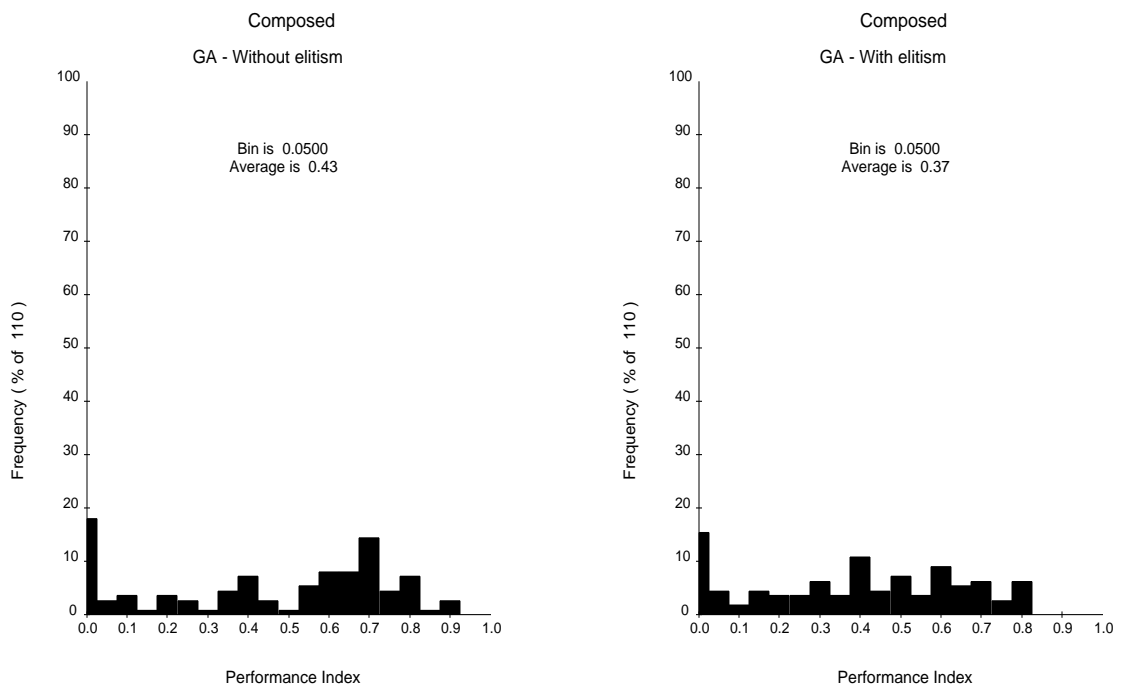 Composed
GA - Without elitism
Bin is 0.0500
Average is 0.43
100
90
80
70
60
50
40
30
20
10
0
Frequency ( % of 110 )
0.0 0.1 0.2 0.3 0.4 0.5 0.6 0.7 0.8 0.9 1.0
Performance Index
Composed
GA - With elitism
Bin is 0.0500
Average is 0.37
100
90
80
70
60
50
40
30
20
10
0
Frequency ( % of 110 )
0.0 0.1 0.2 0.3 0.4 0.5 0.6 0.7 0.8 0.9 1.0
Performance Index